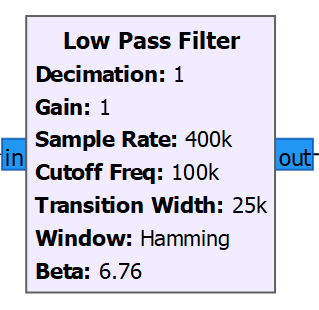 Low Pass Filter
Decimation: 1
Gain: 1
Sample Rate: 400k
in
Cutoff Freq: 100k
out
Transition Width: 25k
Window: Hamming
Beta: 6.76